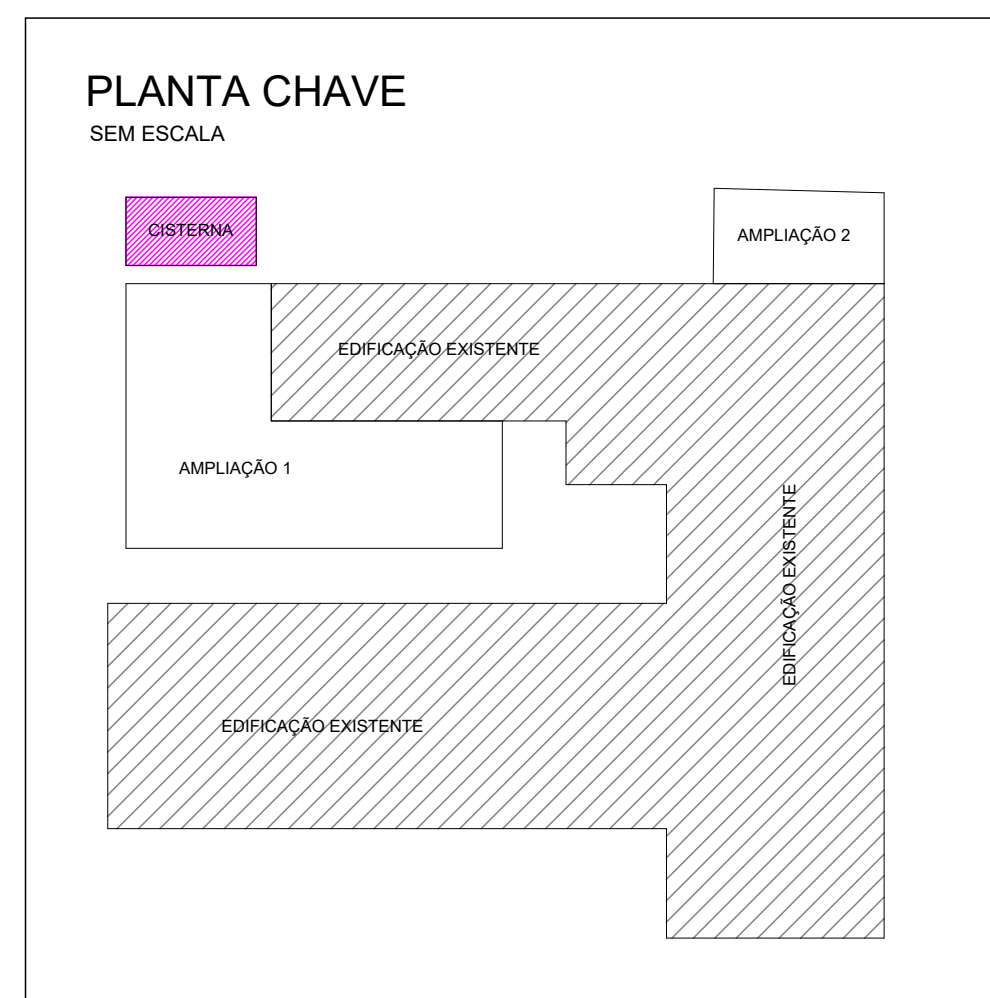 PLANTA CHAVE
SEM ESCALA
CISTERNA
AMPLIAÇÃO 2
EDIFICAÇÃO EXISTENTE
AMPLIAÇÃO 1
EDIFICAÇÃO EXISTENTE
EDIFICAÇÃO EXISTENTE